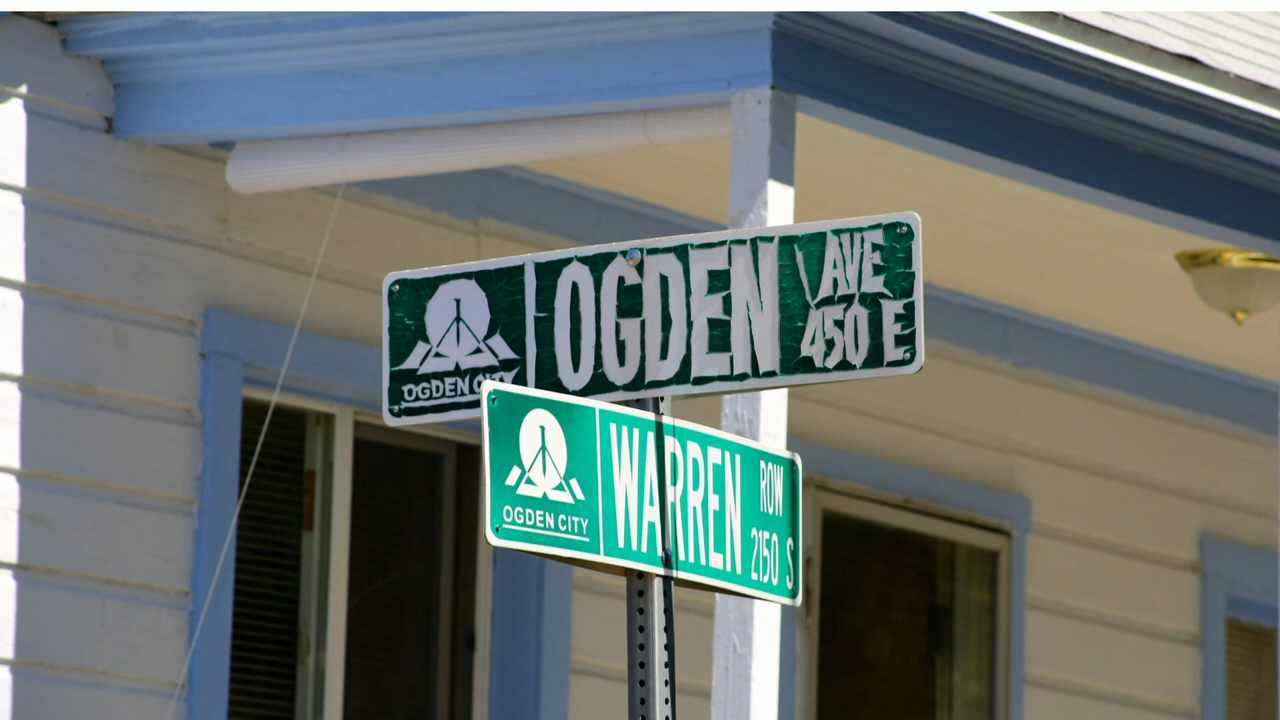 OGDEN AVE
450 E
OGDEN CITY
WARREN ROW
2150 S
OGDEN CITY